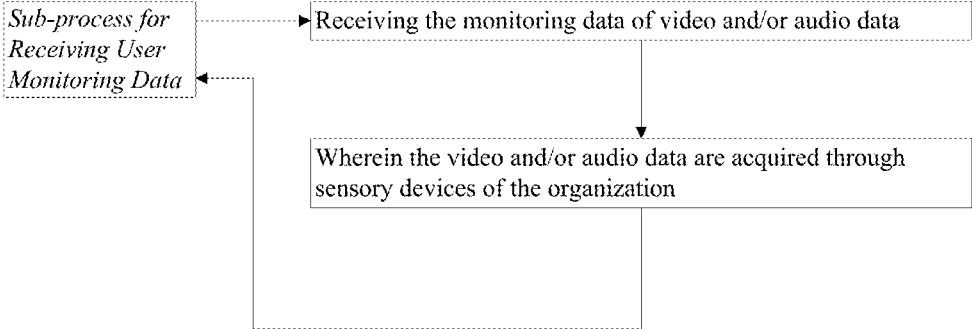 Sub-process for
Receiving User
Monitoring Data
Receiving the monitoring data of video and/or audio data
Wherein the video and/or audio data are acquired through
sensory devices of the organization